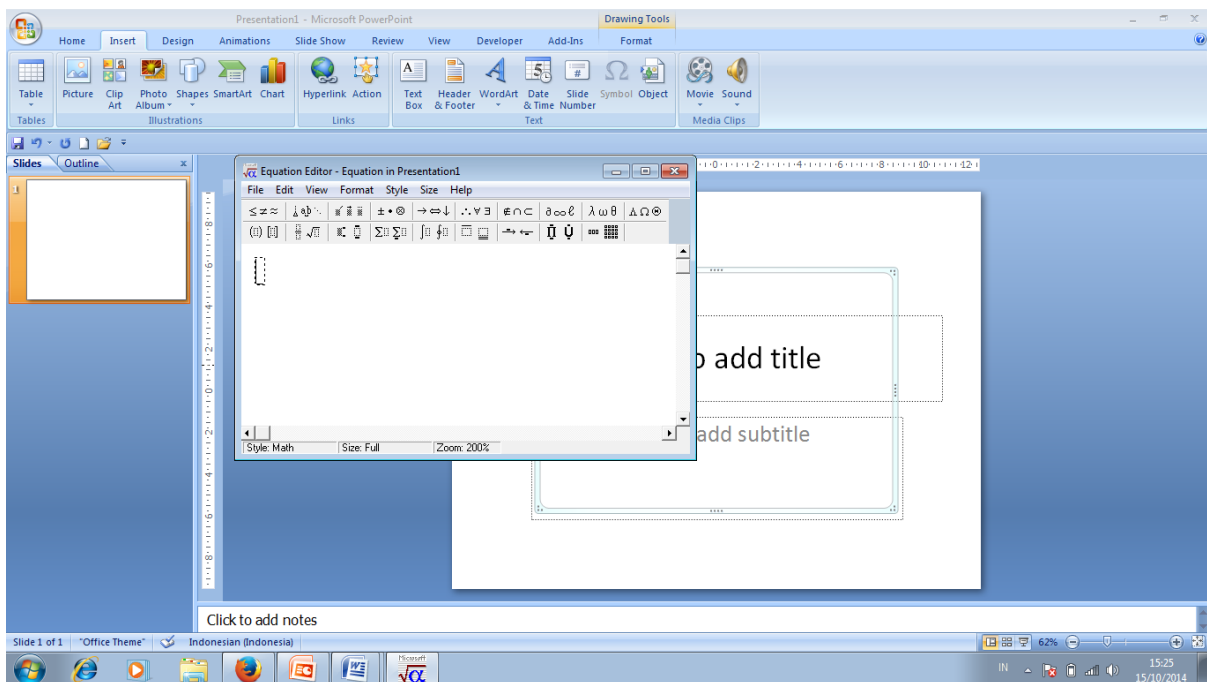 Presentation1 - Microsoft PowerPoint
Drawing Tools
Home Insert Design Animations Slide Show Review View Developer Add-Ins Format
Table
Picture
Clip Art
Photo Album
Shapes
SmartArt
Chart
Hyperlink
Action
Text Box
Header & Footer
WordArt
Date & Time
Slide Number
Symbol
Object
Movie
Sound
Tables Illustrations Links Text Media Clips
Slides Outline
1
Equation Editor - Equation in Presentation1
File Edit View Format Style Size Help
Style: Math Size: Full Zoom: 200%
add title
add subtitle
Click to add notes
Slide 1 of 1 "Office Theme" Indonesian (Indonesia) 62%
Microsoft
√α
IN
15:25
15/10/2014